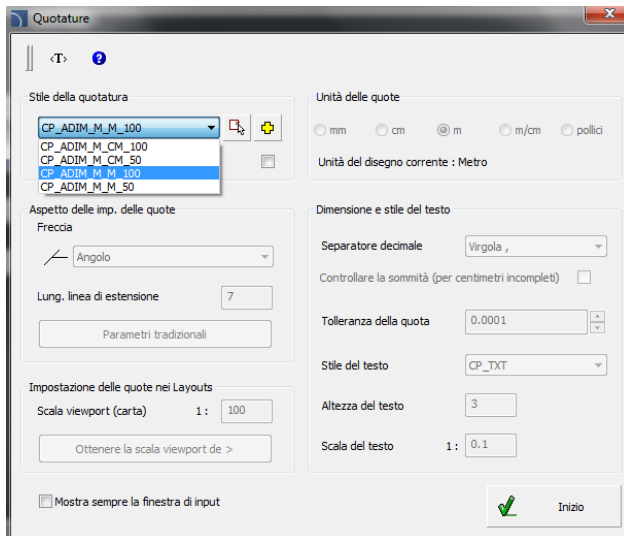 Quotature
<T>
Stile della quotatura
CP_ADIM_M_M_100
CP_ADIM_M_CM_100
CP_ADIM_M_CM_50
CP_ADIM_M_M_100
CP_ADIM_M_M_50
Unità delle quote
mm cm m m/cm pollici
Unità del disegno corrente : Metro
Aspetto delle imp. delle quote
Freccia
Angolo
Lung. linea di estensione 7
Parametri tradizionali
Dimensione e stile del testo
Separatore decimale Virgola ,
Controllare la sommità (per centimetri incompleti)
Tolleranza della quota 0.0001
Stile del testo CP_TXT
Altezza del testo 3
Scala del testo 1 : 0.1
Impostazione delle quote nei Layouts
Scala viewport (carta) 1 : 100
Ottenere la scala viewport de >
Mostra sempre la finestra di input
Inizio